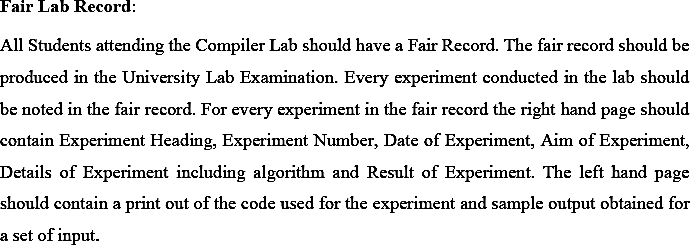 Fair Lab Record:
All Students attending the Compiler Lab should have a Fair Record. The fair record should be
produced in the University Lab Examination. Every experiment conducted in the lab should
be noted in the fair record. For every experiment in the fair record the right hand page should
contain Experiment Heading, Experiment Number, Date of Experiment, Aim of Experiment,
Details of Experiment including algorithm and Result of Experiment. The left hand page
should contain a print out of the code used for the experiment and sample output obtained for
a set of input.